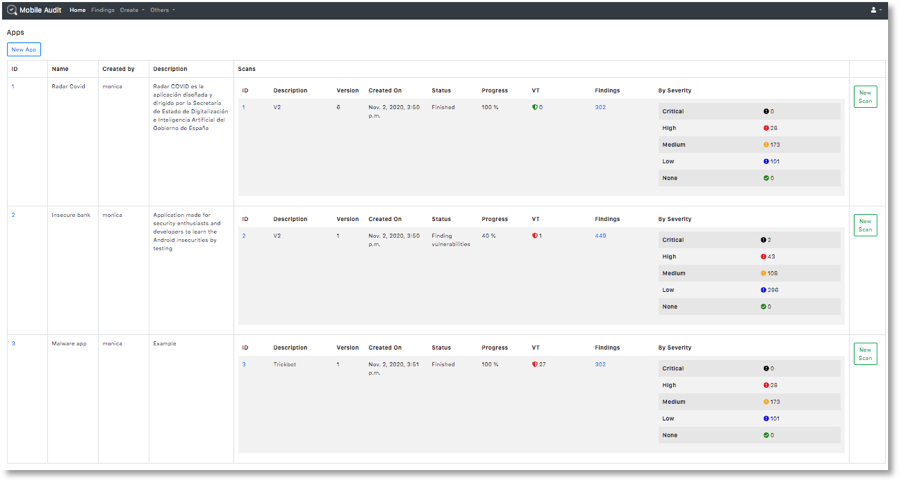 Mobile Audit Home Findings Create Others
Apps
New App
ID Name Created by Description Scans
1 Radar Covid monica Radar COVID es la
aplicación diseñada y
dirigida por la Secretaría
de Estado de Digitalización
e Inteligencia Artificial del
Gobierno de España
ID Description Version Created On Status Progress VT Findings By Severity
1 V2 6 Nov. 2, 2020, 3:50 Finished 100 % 0 302
p.m.
Critical 0
High 28
Medium 173
Low 101
None 0
New
Scan
2 Insecure bank monica Application made for
security enthusiasts and
developers to learn the
Android insecurities by
testing
ID Description Version Created On Status Progress VT Findings By Severity
2 V2 1 Nov. 2, 2020, 3:50 Finding 40 % 1 449
p.m. vulnerabilities
Critical 2
High 43
Medium 108
Low 296
None 0
New
Scan
3 Malware app monica Example
ID Description Version Created On Status Progress VT Findings By Severity
3 Trickbot 1 Nov. 2, 2020, 3:51 Finished 100 % 27 302
p.m.
Critical 0
High 28
Medium 173
Low 101
None 0
New
Scan